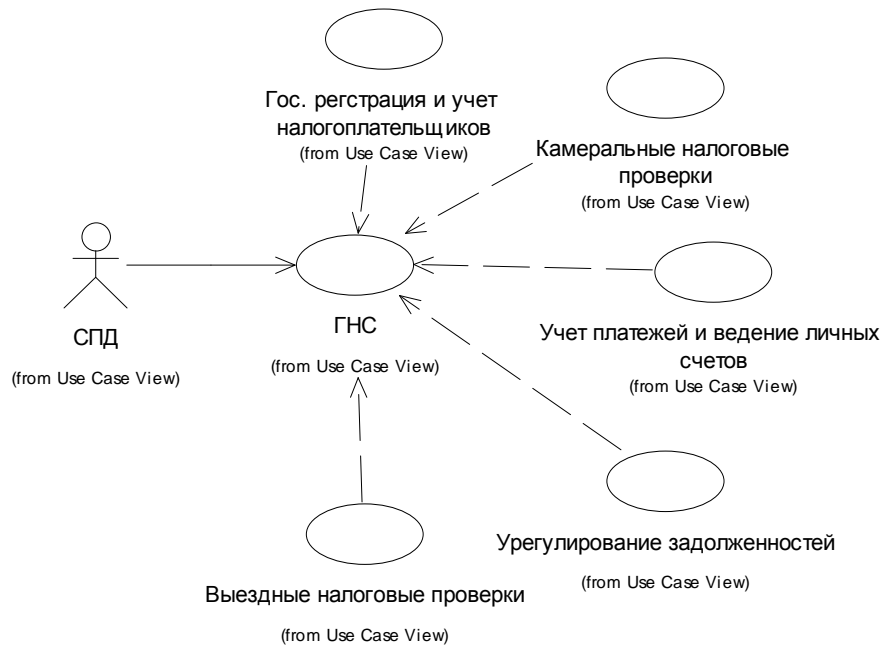 Гос. регстрация и учет
налогоплательщиков
(from Use Case View)
Камеральные налоговые
проверки
(from Use Case View)
СПД
(from Use Case View)
ГНС
(from Use Case View)
Учет платежей и ведение личных
счетов
(from Use Case View)
Урегулирование задолженностей
(from Use Case View)
Выездные налоговые проверки
(from Use Case View)